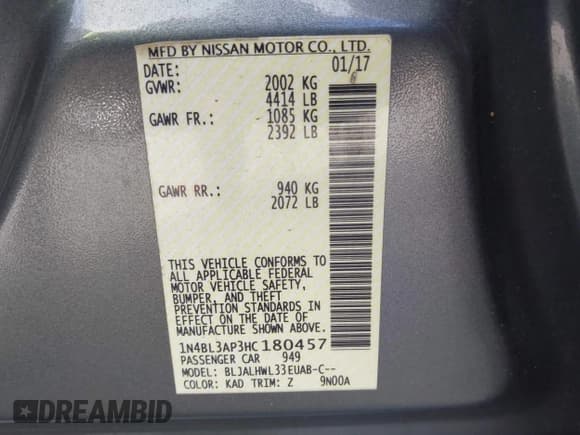 MFD BY NISSAN MOTOR CO., LTD.
DATE: 01/17
GVWR: 2002 KG
4414 LB
GAWR FR.: 1085 KG
2392 LB
GAWR RR.: 940 KG
2072 LB
THIS VEHICLE CONFORMS TO
ALL APPLICABLE FEDERAL
MOTOR VEHICLE SAFETY,
BUMPER, AND THEFT
PREVENTION STANDARDS IN
EFFECT ON THE DATE OF
MANUFACTURE SHOWN ABOVE.
1N4BL3AP3HC180457
PASSENGER CAR 949
MODEL: BLJALHWL33EUAB-C--
COLOR: KAD TRIM: Z 9N00A
DREAMBID